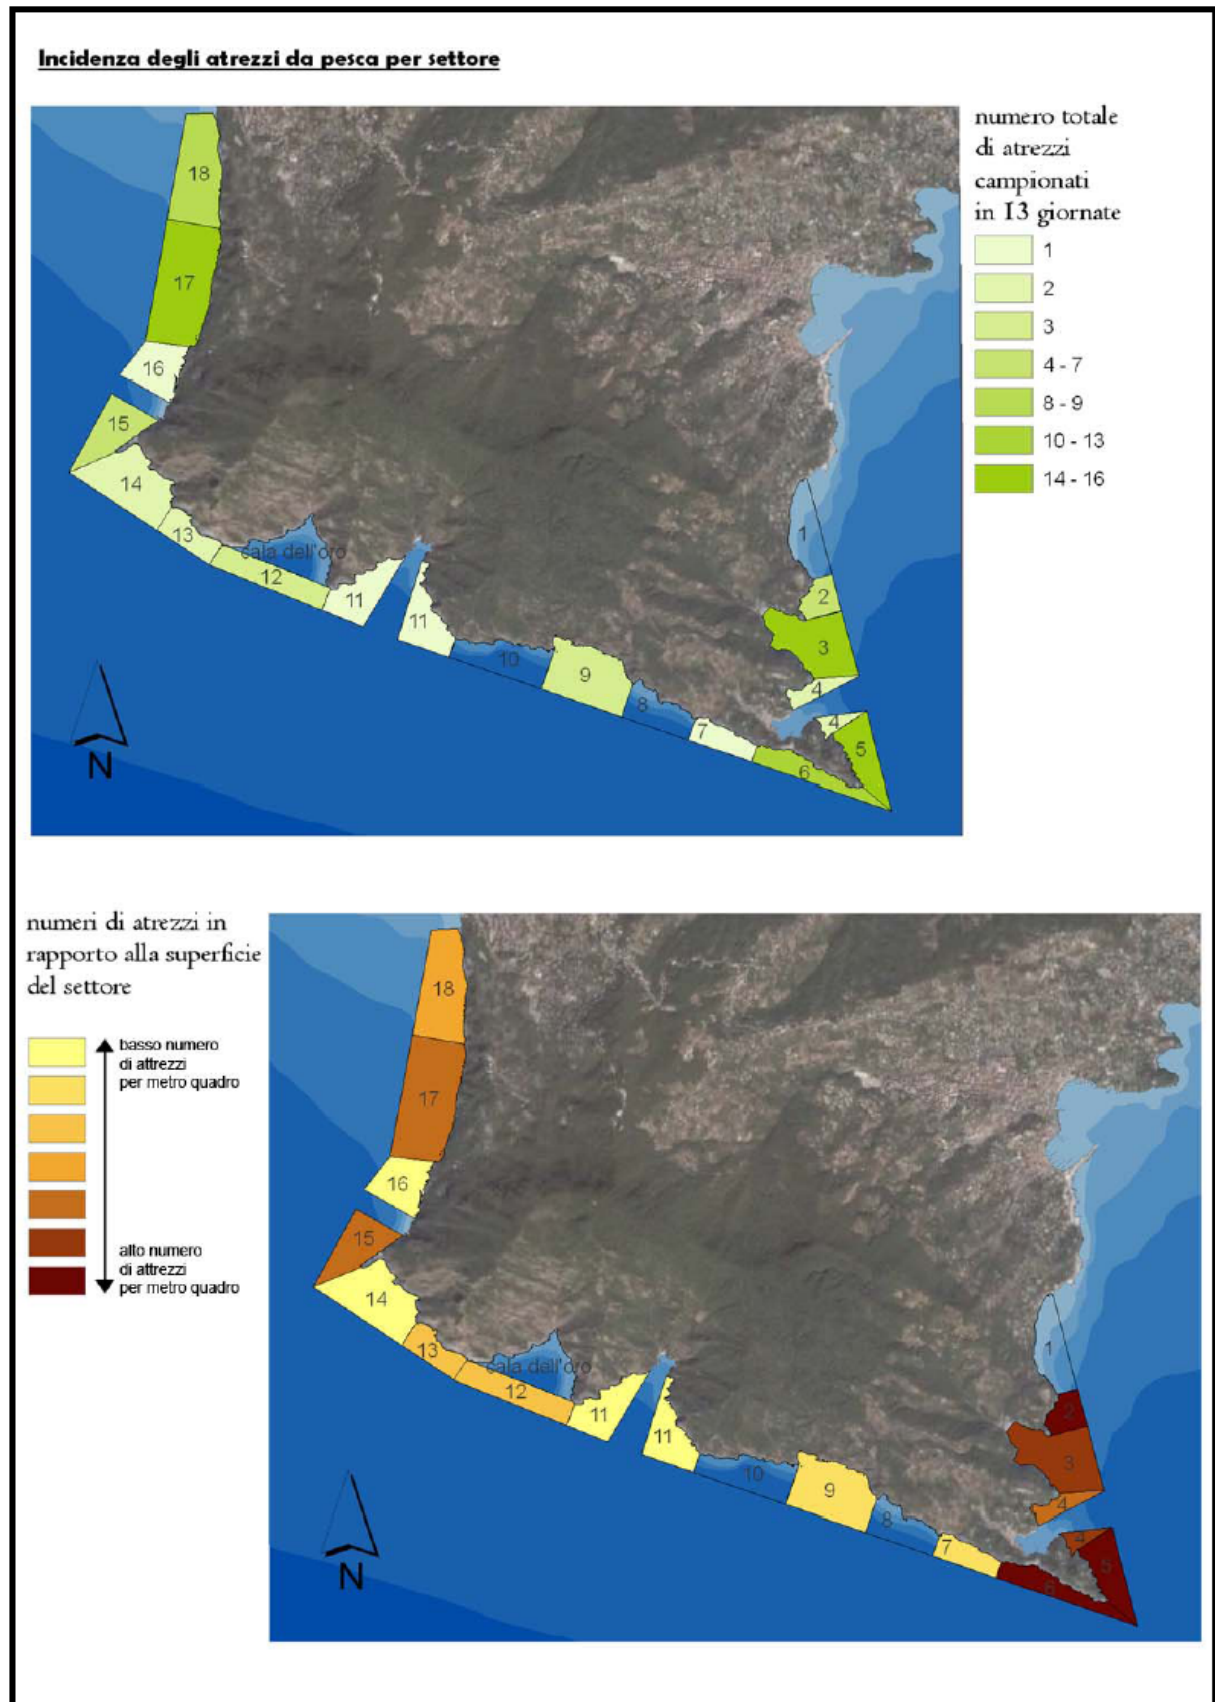 Incidenza degli atrezzi da pesca per settore
numero totale
di atrezzi
campionati
in 13 giornate
1
2
3
4 - 7
8 - 9
10 - 13
14 - 16
18
17
16
15
14
13
cala dell'oro
12
11
11
10
9
8
7
6
5
4
4
3
2
1
N
numeri di atrezzi in
rapporto alla superficie
del settore
basso numero
di attrezzi
per metro quadro
alto numero
di attrezzi
per metro quadro
18
17
16
15
14
13
cala dell'oro
12
11
11
10
9
8
7
6
5
4
4
3
2
1
N